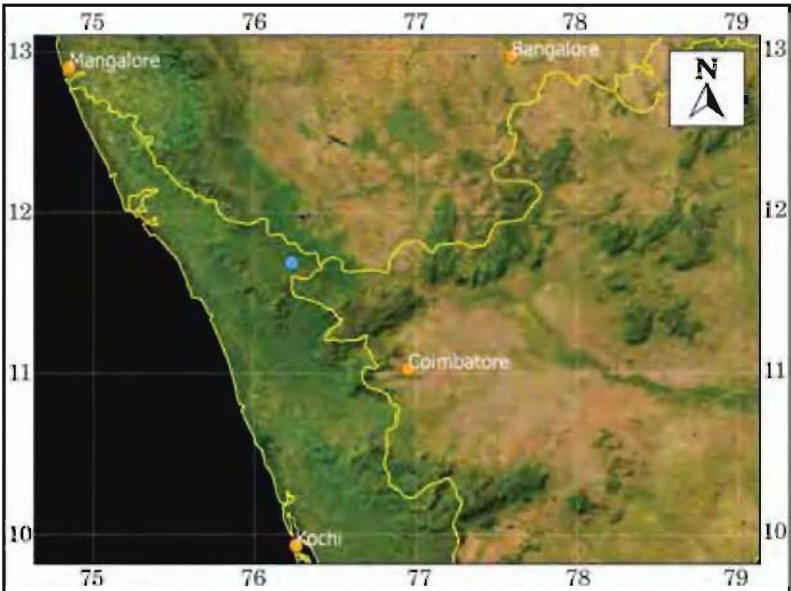 75 76 77 78 79
13 Mangalore Bangalore 13
N
12 12
11 Coimbatore 11
10 Kochi 10
75 76 77 78 79